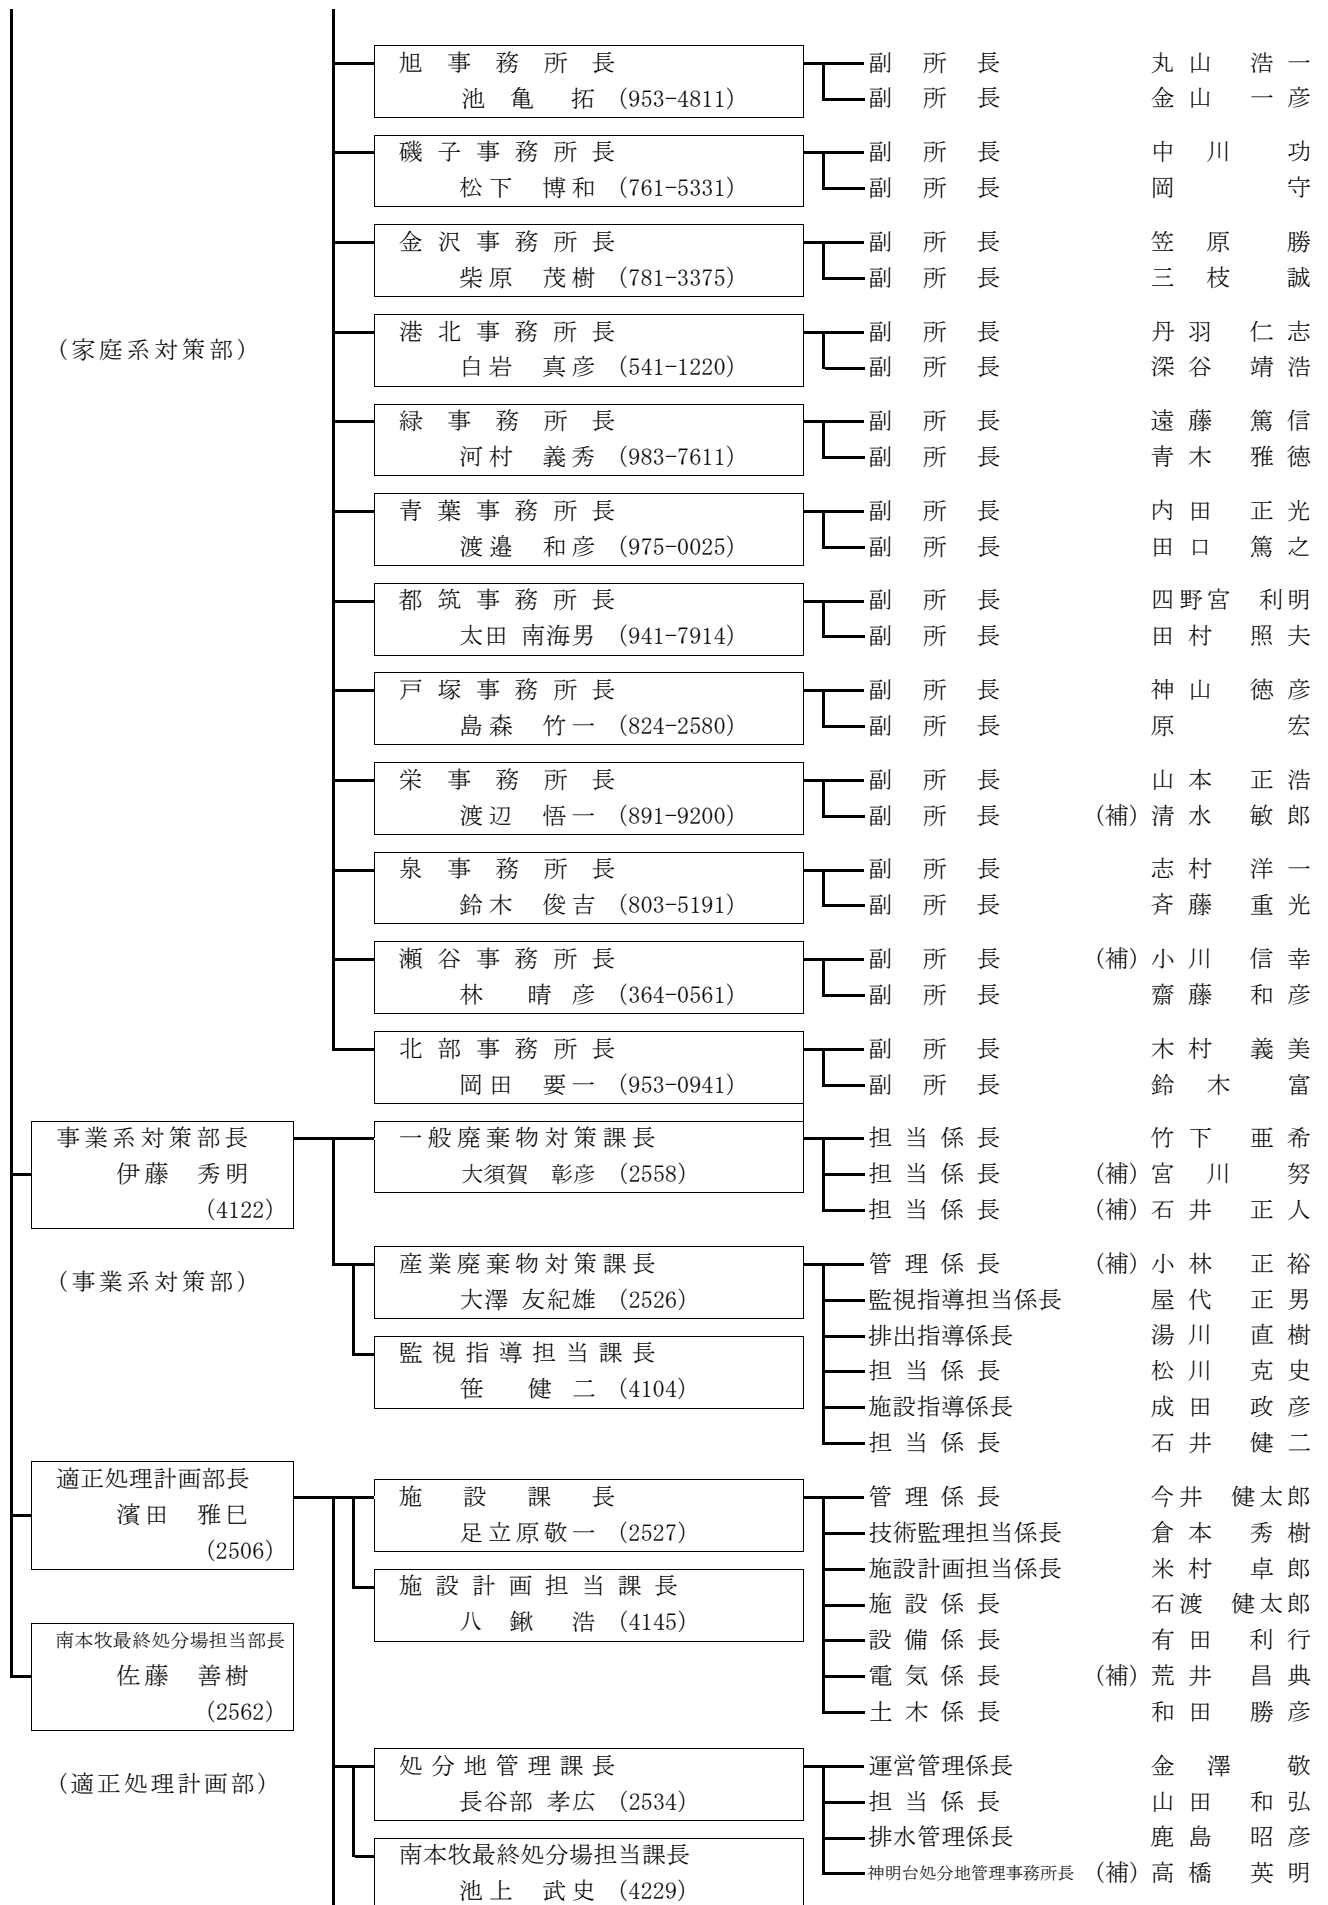 旭事務所長 副所長 丸山 浩一
池亀 拓 (953-4811) 副所長 金山 一彦
磯子事務所長 副所長 中川 功
松下 博和 (761-5331) 副所長 岡 守
金沢事務所長 副所長 笠原 勝
柴原 茂樹 (781-3375) 副所長 三枝 誠
港北事務所長 副所長 丹羽 仁志
(家庭系対策部)
白岩 真彦 (541-1220) 副所長 深谷 靖浩
緑事務所長 副所長 遠藤 篤信
河村 義秀 (983-7611) 副所長 青木 雅徳
青葉事務所長 副所長 内田 正光
渡邉 和彦 (975-0025) 副所長 田口 篤之
都筑事務所長 副所長 四野宮 利明
太田 南海男 (941-7914) 副所長 田村 照夫
戸塚事務所長 副所長 神山 徳彦
島森 竹一 (824-2580) 副所長 原 宏
栄事務所長 副所長 山本 正浩
渡辺 悟一 (891-9200) 副所長 (補) 清水 敏郎
泉事務所長 副所長 志村 洋一
鈴木 俊吉 (803-5191) 副所長 斉藤 重光
瀬谷事務所長 副所長 (補) 小川 信幸
林 晴彦 (364-0561) 副所長 齋藤 和彦
北部事務所長 副所長 木村 義美
岡田 要一 (953-0941) 副所長 鈴木 富
事業系対策部長 一般廃棄物対策課長 担当係長 竹下 亜希
伊藤 秀明 大須賀 彰彦 (2558) 担当係長 (補) 宮川 努
(4122) 担当係長 (補) 石井 正人
産業廃棄物対策課長 管理係長 (補) 小林 正裕
(事業系対策部)
大澤 友紀雄 (2526) 監視指導担当係長 屋代 正男
排出指導係長 湯川 直樹
監視指導担当課長 担当係長 松川 克史
笹 健二 (4104) 施設指導係長 成田 政彦
担当係長 石井 健二
適正処理計画部長
濱田 雅巳 施設課長 管理係長 今井 健太郎
(2506) 足立原敬一 (2527) 技術監理担当係長 倉本 秀樹
施設計画担当課長 施設計画担当係長 米村 卓郎
八鍬 浩 (4145) 施設係長 石渡 健太郎
南本牧最終処分場担当部長 設備係長 有田 利行
佐藤 善樹 電気係長 (補) 荒井 昌典
(2562) 土木係長 和田 勝彦
処分地管理課長 運営管理係長 金澤 敬
(適正処理計画部)
長谷部 孝広 (2534) 担当係長 山田 和弘
排水管理係長 鹿島 昭彦
南本牧最終処分場担当課長 神明台処分地管理事務所長 (補) 高橋 英明
池上 武史 (4229)